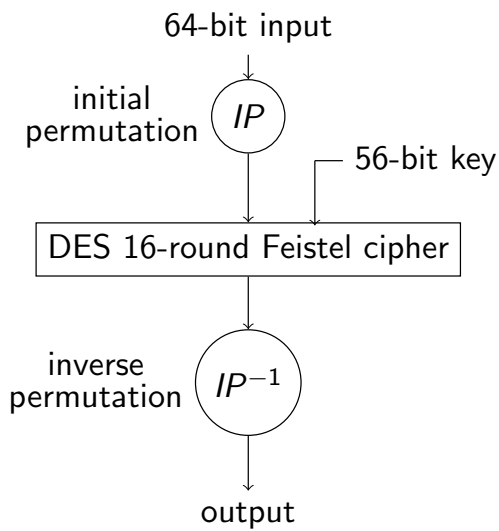 64-bit input
initial
permutation
IP
56-bit key
DES 16-round Feistel cipher
inverse
permutation
IP⁻¹
output